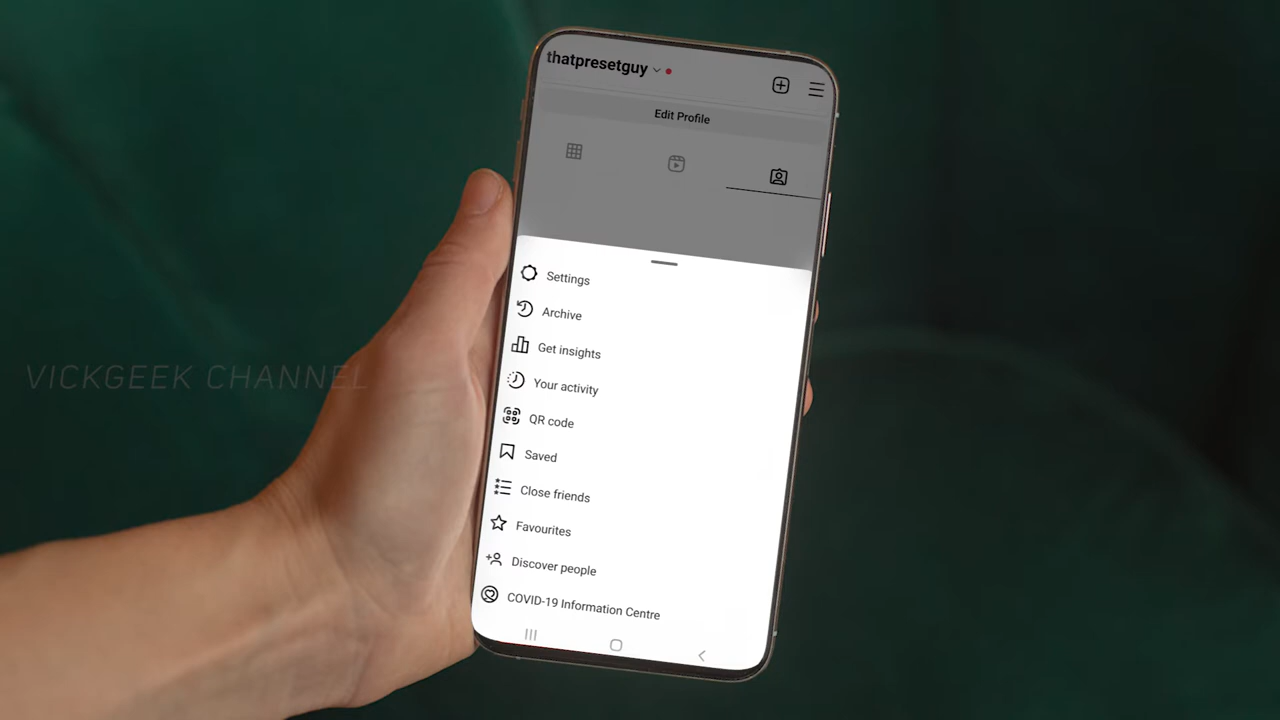 thatpresetguy
Edit Profile
Settings
Archive
Get insights
Your activity
QR code
Saved
Close friends
Favourites
Discover people
COVID-19 Information Centre
VICKGEEK CHANNEL